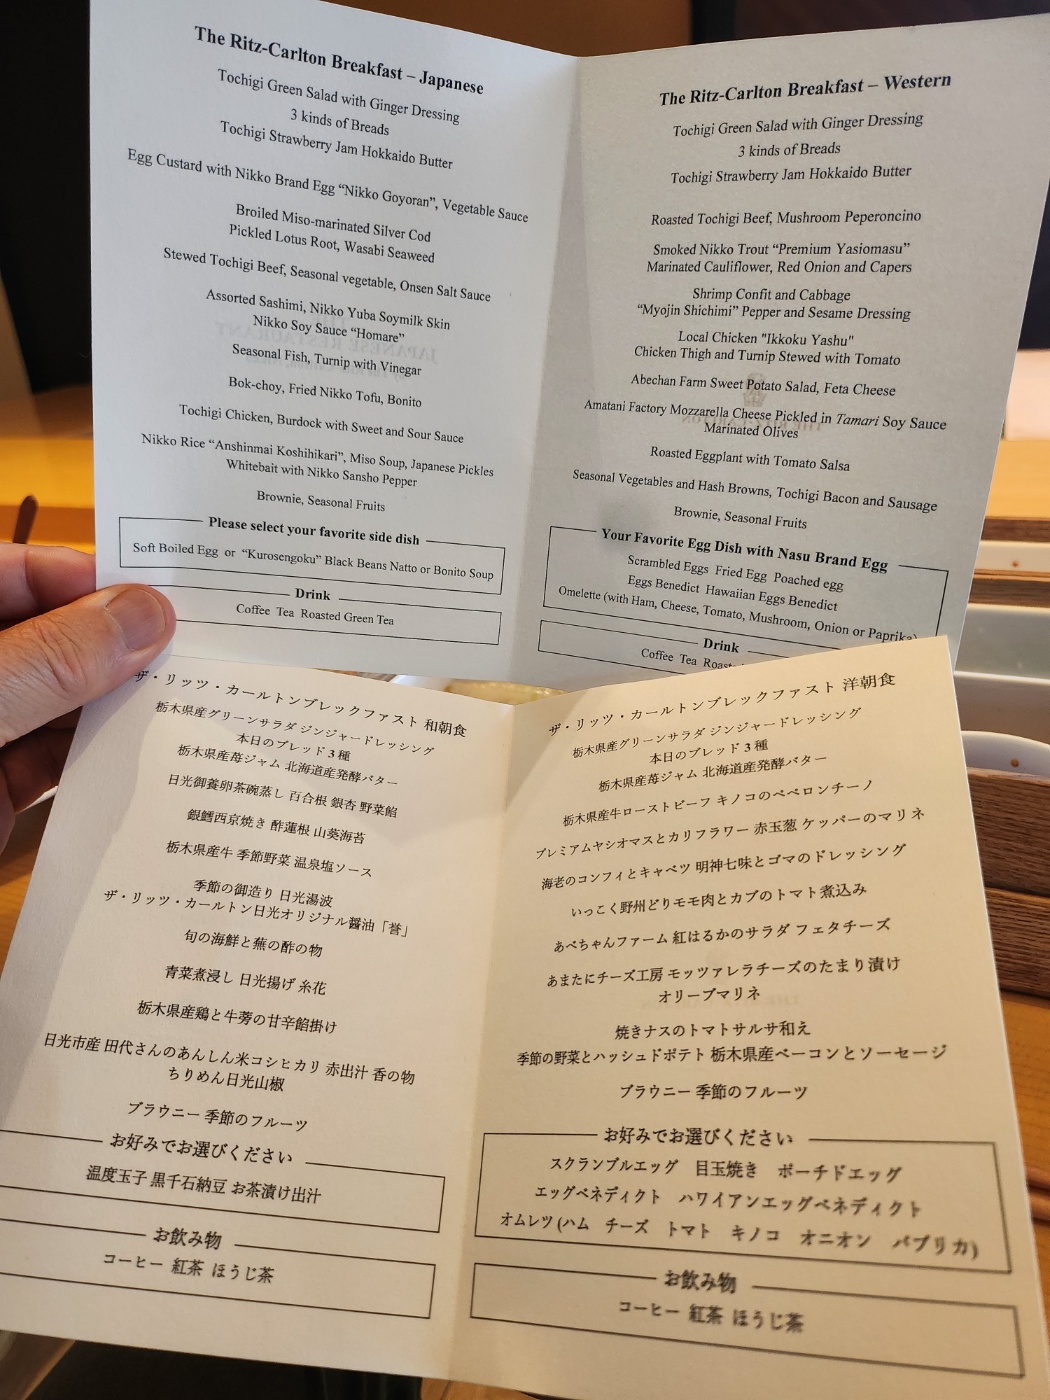 The Ritz-Carlton Breakfast – Japanese
Tochigi Green Salad with Ginger Dressing
3 kinds of Breads
Tochigi Strawberry Jam Hokkaido Butter
Egg Custard with Nikko Brand Egg “Nikko Goyoran”, Vegetable Sauce
Broiled Miso-marinated Silver Cod
Pickled Lotus Root, Wasabi Seaweed
Stewed Tochigi Beef, Seasonal vegetable, Onsen Salt Sauce
Assorted Sashimi, Nikko Yuba Soymilk Skin
Nikko Soy Sauce “Homare”
Seasonal Fish, Turnip with Vinegar
Bok-choy, Fried Nikko Tofu, Bonito
Tochigi Chicken, Burdock with Sweet and Sour Sauce
Nikko Rice “Anshinmai Koshihikari”, Miso Soup, Japanese Pickles
Whitebait with Nikko Sansho Pepper
Brownie, Seasonal Fruits
Please select your favorite side dish
Soft Boiled Egg or “Kurosengoku” Black Beans Natto or Bonito Soup
Drink
Coffee Tea Roasted Green Tea
The Ritz-Carlton Breakfast – Western
Tochigi Green Salad with Ginger Dressing
3 kinds of Breads
Tochigi Strawberry Jam Hokkaido Butter
Roasted Tochigi Beef, Mushroom Peperoncino
Smoked Nikko Trout “Premium Yasiomasu”
Marinated Cauliflower, Red Onion and Capers
Shrimp Confit and Cabbage
“Myojin Shichimi” Pepper and Sesame Dressing
Local Chicken "Ikkoku Yashu"
Chicken Thigh and Turnip Stewed with Tomato
Abechan Farm Sweet Potato Salad, Feta Cheese
Amatani Factory Mozzarella Cheese Pickled in Tamari Soy Sauce
Marinated Olives
Roasted Eggplant with Tomato Salsa
Seasonal Vegetables and Hash Browns, Tochigi Bacon and Sausage
Brownie, Seasonal Fruits
Your Favorite Egg Dish with Nasu Brand Egg
Scrambled Eggs Fried Egg Poached egg
Eggs Benedict Hawaiian Eggs Benedict
Omelette (with Ham, Cheese, Tomato, Mushroom, Onion or Paprika)
Drink
Coffee Tea
ザ・リッツ・カールトンブレックファスト 和朝食
栃木県産グリーンサラダ ジンジャードレッシング
本日のブレッド 3 種
栃木県産苺ジャム 北海道産発酵バター
日光御養卵茶碗蒸し 百合根 銀杏 野菜餡
銀鱈西京焼き 酢蓮根 山葵海苔
栃木県産牛 季節野菜 温泉塩ソース
季節の御造り 日光湯波
ザ・リッツ・カールトン日光オリジナル醤油「誉」
旬の海鮮と蕪の酢の物
青菜煮浸し 日光揚げ 糸花
栃木県産鶏と牛蒡の甘辛餡掛け
日光市産 田代さんのあんしん米コシヒカリ 赤出汁 香の物
ちりめん日光山椒
ブラウニー 季節のフルーツ
お好みでお選びください
温度玉子 黒千石納豆 お茶漬け出汁
お飲み物
コーヒー 紅茶 ほうじ茶
ザ・リッツ・カールトンブレックファスト 洋朝食
栃木県産グリーンサラダ ジンジャードレッシング
本日のブレッド 3 種
栃木県産苺ジャム 北海道産発酵バター
栃木県産牛ローストビーフ キノコのペペロンチーノ
プレミアムヤシオマスとカリフラワー 赤玉葱 ケッパーのマリネ
海老のコンフィとキャベツ 明神七味とゴマのドレッシング
いっこく野州どりモモ肉とカブのトマト煮込み
あべちゃんファーム 紅はるかのサラダ フェタチーズ
あまたにチーズ工房 モッツァレラチーズのたまり漬け
オリーブマリネ
焼きナスのトマトサルサ和え
季節の野菜とハッシュドポテト 栃木県産ベーコンとソーセージ
ブラウニー 季節のフルーツ
お好みでお選びください
スクランブルエッグ 目玉焼き ポーチドエッグ
エッグベネディクト ハワイアンエッグベネディクト
オムレツ (ハム チーズ トマト キノコ オニオン パプリカ)
お飲み物
コーヒー 紅茶 ほうじ茶